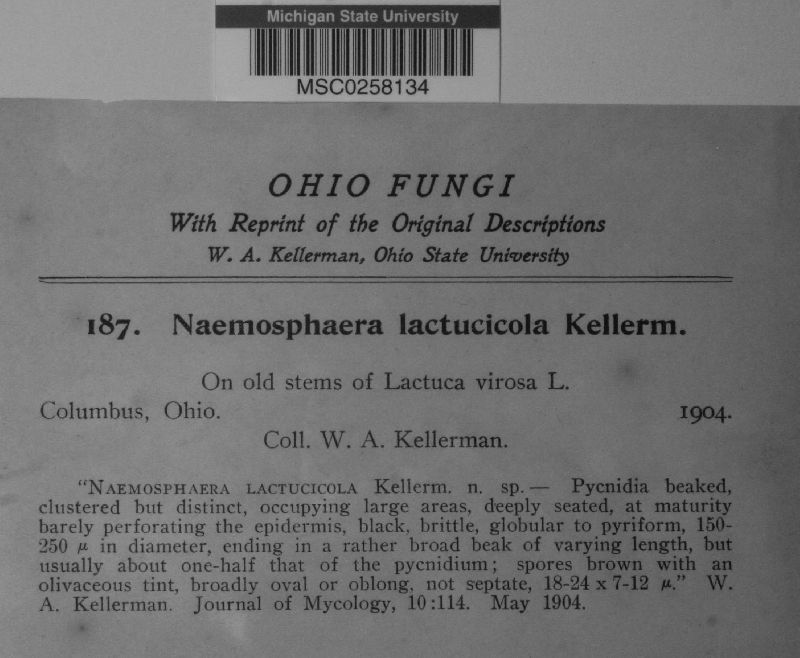 Michigan State University
MSC0258134
OHIO FUNGI
With Reprint of the Original Descriptions
W. A. Kellerman, Ohio State University
187. Naemosphaera lactucicola Kellerm.
On old stems of Lactuca virosa L.
Columbus, Ohio. 1904.
Coll. W. A. Kellerman.
"NAEMOSPHAERA LACTUCICOLA Kellerm. n. sp.— Pycnidia beaked,
clustered but distinct, occupying large areas, deeply seated, at maturity
barely perforating the epidermis, black, brittle, globular to pyriform, 150-
250 μ in diameter, ending in a rather broad beak of varying length, but
usually about one-half that of the pycnidium; spores brown with an
olivaceous tint, broadly oval or oblong, not septate, 18-24 x 7-12 μ." W.
A. Kellerman. Journal of Mycology, 10:114. May 1904.